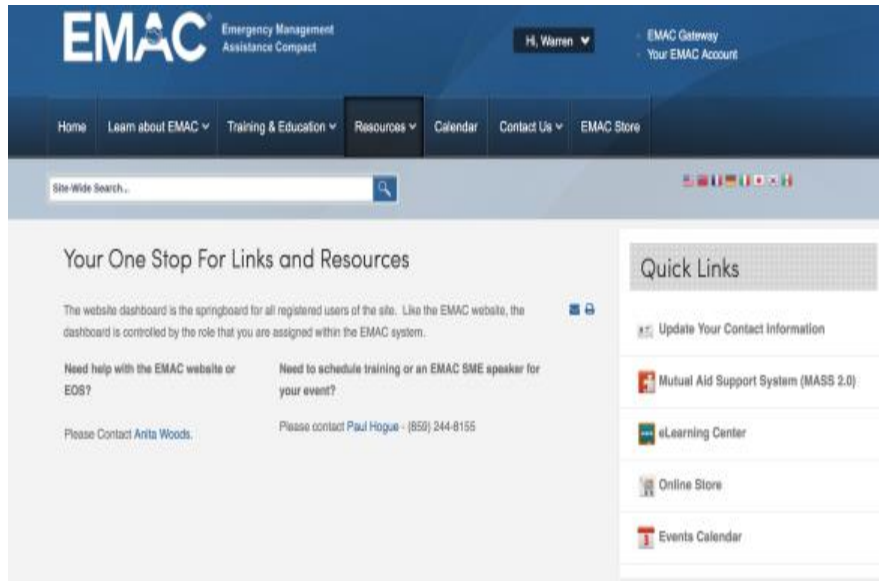 EMAC®
Emergency Management
Assistance Compact
Hi, Warren
EMAC Gateway
Your EMAC Account
Home
Learn about EMAC
Training & Education
Resources
Calendar
Contact Us
EMAC Store
Site-Wide Search...
Your One Stop For Links and Resources
The website dashboard is the springboard for all registered users of the site. Like the EMAC website, the
dashboard is controlled by the role that you are assigned within the EMAC system.
Need help with the EMAC website or
EOS?
Please Contact Anita Woods.
Need to schedule training or an EMAC SME speaker for
your event?
Please contact Paul Hogue - (859) 244-8155
Quick Links
Update Your Contact Information
Mutual Aid Support System (MASS 2.0)
eLearning Center
Online Store
3
Events Calendar